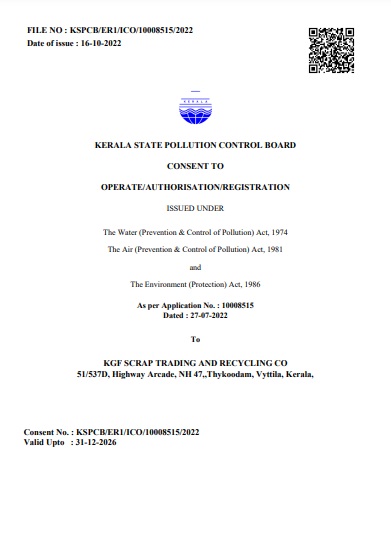 FILE NO : KSPCB/ER1/ICO/10008515/2022
Date of issue : 16-10-2022
KERALA
KERALA STATE POLLUTION CONTROL BOARD
CONSENT TO
OPERATE/AUTHORISATION/REGISTRATION
ISSUED UNDER
The Water (Prevention & Control of Pollution) Act, 1974
The Air (Prevention & Control of Pollution) Act, 1981
and
The Environment (Protection) Act, 1986
As per Application No. : 10008515
Dated : 27-07-2022
To
KGF SCRAP TRADING AND RECYCLING CO
51/537D, Highway Arcade, NH 47,,Thykoodam, Vyttila, Kerala,
Consent No. : KSPCB/ER1/ICO/10008515/2022
Valid Upto : 31-12-2026